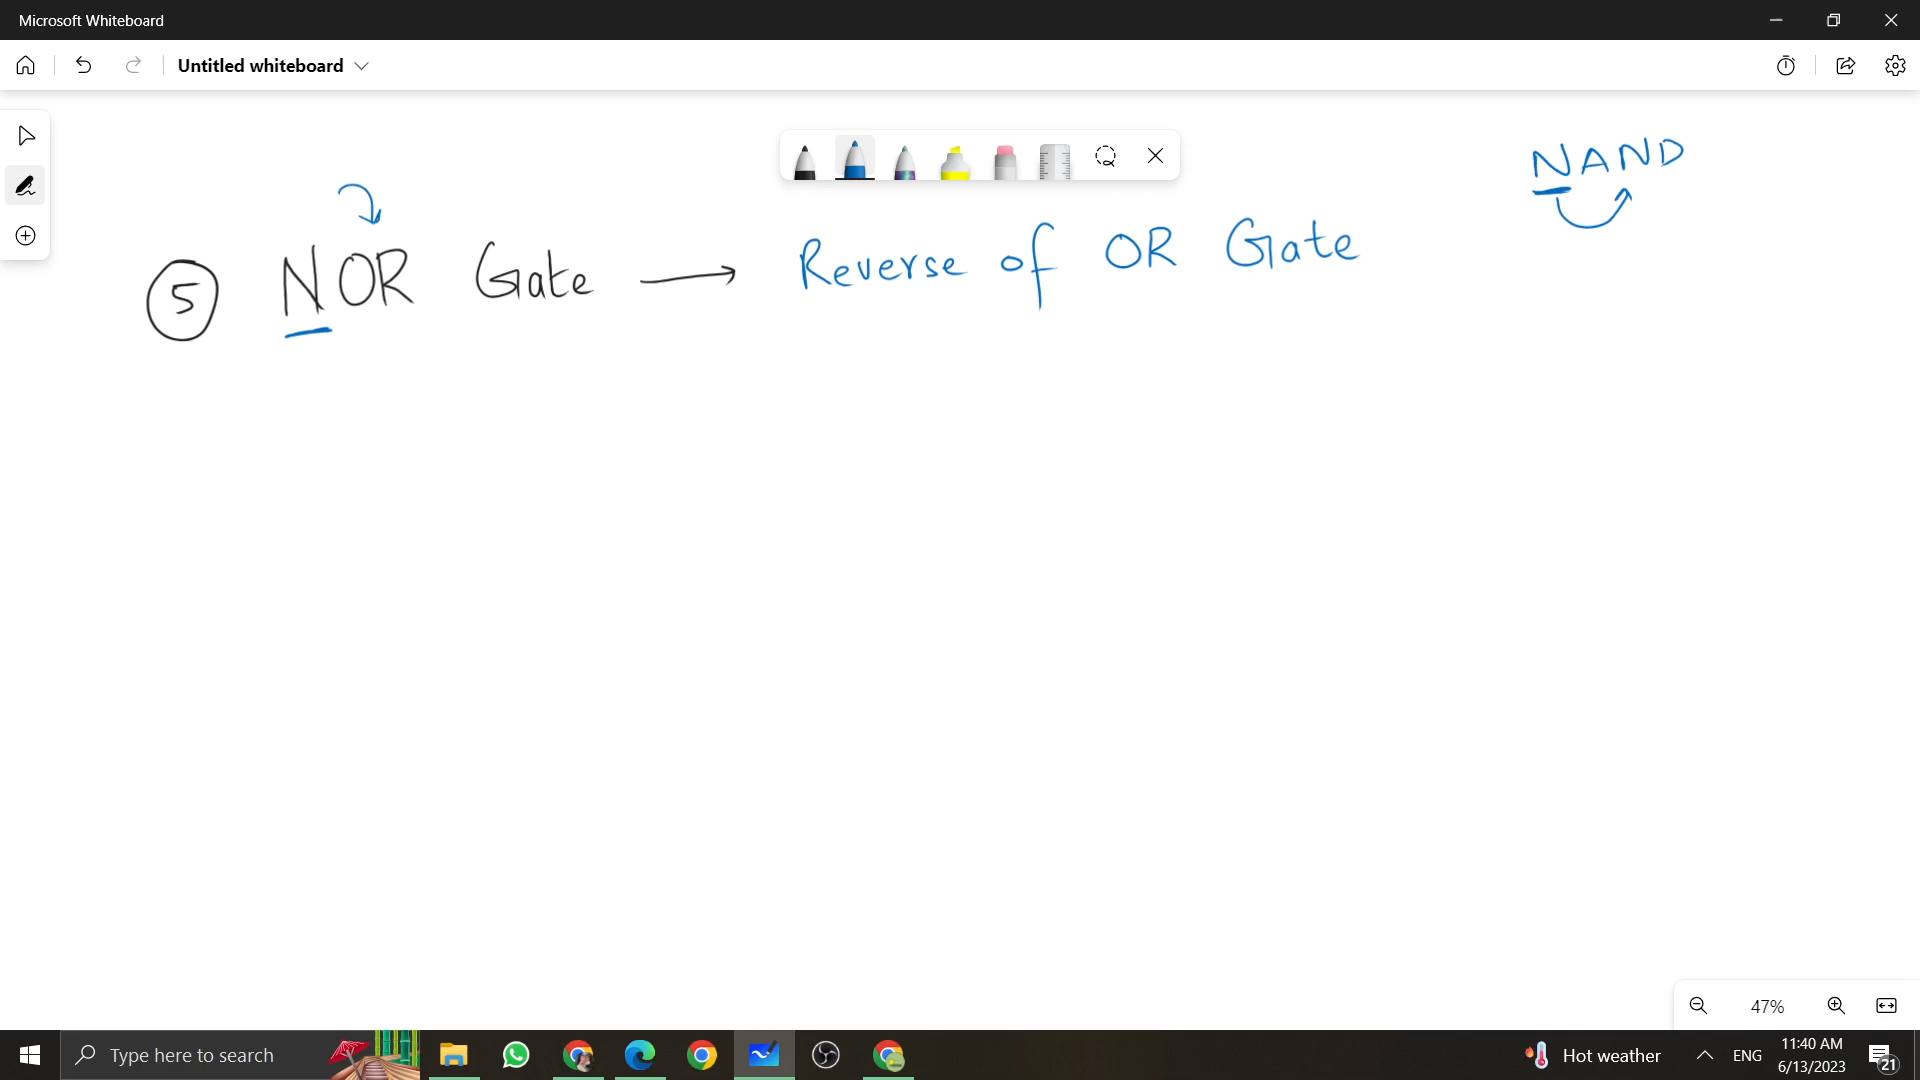 Microsoft Whiteboard
Untitled whiteboard
NAND
5 NOR Gate → Reverse of OR Gate
47%
Type here to search
Hot weather
ENG
11:40 AM
6/13/2023
21